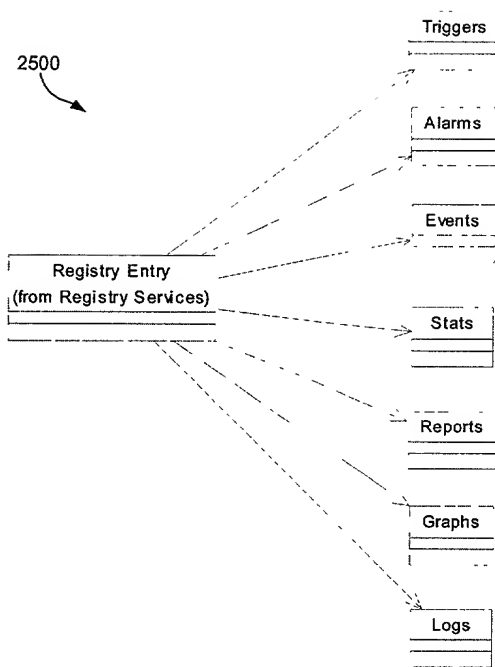 Triggers
2500
Alarms
Events
Registry Entry
(from Registry Services)
Stats
Reports
Graphs
Logs